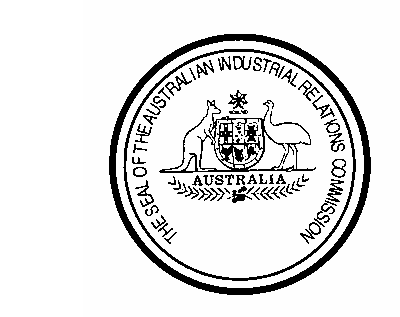 THE SEAL OF THE AUSTRALIAN INDUSTRIAL RELATIONS COMMISSION
AUSTRALIA